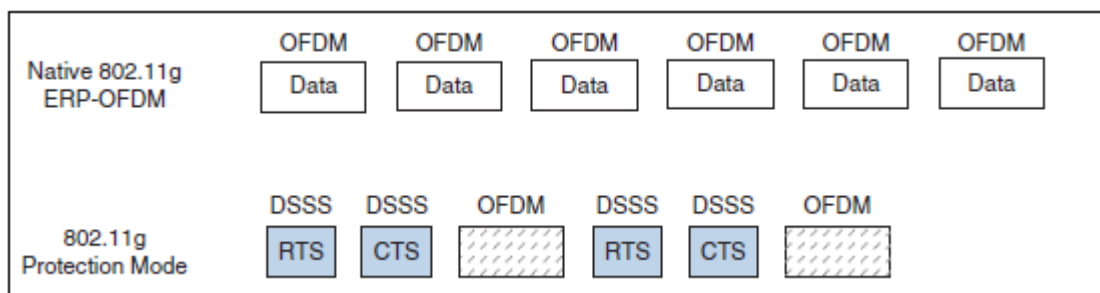 OFDM OFDM OFDM OFDM OFDM OFDM
Native 802.11g
ERP-OFDM
Data Data Data Data Data Data
DSSS DSSS OFDM DSSS DSSS OFDM
802.11g
Protection Mode
RTS CTS RTS CTS